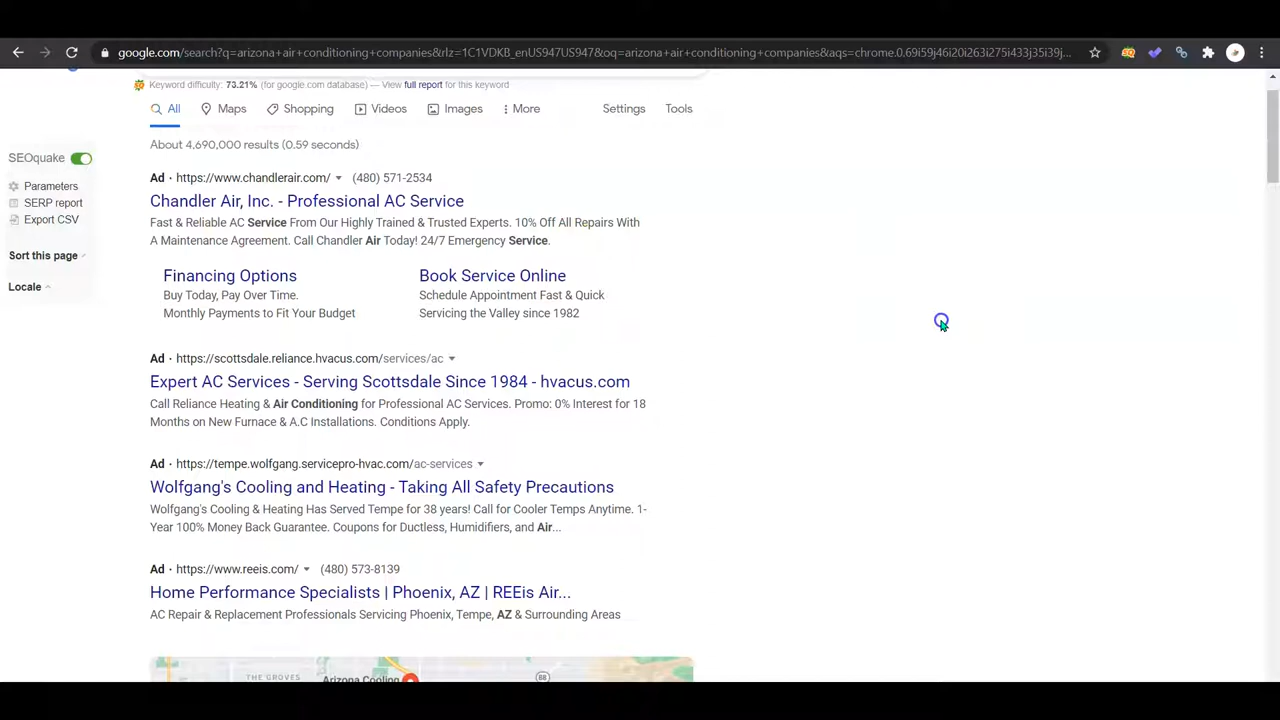 google.com/search?q=arizona+air+conditioning+companies&rlz=1C1VDKB_enUS947US947&oq=arizona+air+conditioning+companies&aqs=chrome.0.69i59j46i20i263i275i433j35i39j...
Keyword difficulty: 73.21% (for google.com database) — View full report for this keyword
All Maps Shopping Videos Images More Settings Tools
About 4,690,000 results (0.59 seconds)
SEOquake
Parameters
SERP report
Export CSV
Sort this page
Locale
Ad · https://www.chandlerair.com/ (480) 571-2534
Chandler Air, Inc. - Professional AC Service
Fast & Reliable AC Service From Our Highly Trained & Trusted Experts. 10% Off All Repairs With
A Maintenance Agreement. Call Chandler Air Today! 24/7 Emergency Service.
Financing Options
Buy Today, Pay Over Time.
Monthly Payments to Fit Your Budget
Book Service Online
Schedule Appointment Fast & Quick
Servicing the Valley since 1982
Ad · https://scottsdale.reliance.hvacus.com/services/ac
Expert AC Services - Serving Scottsdale Since 1984 - hvacus.com
Call Reliance Heating & Air Conditioning for Professional AC Services. Promo: 0% Interest for 18
Months on New Furnace & A.C Installations. Conditions Apply.
Ad · https://tempe.wolfgang.servicepro-hvac.com/ac-services
Wolfgang's Cooling and Heating - Taking All Safety Precautions
Wolfgang's Cooling & Heating Has Served Tempe for 38 years! Call for Cooler Temps Anytime. 1-
Year 100% Money Back Guarantee. Coupons for Ductless, Humidifiers, and Air...
Ad · https://www.reeis.com/ (480) 573-8139
Home Performance Specialists | Phoenix, AZ | REEis Air...
AC Repair & Replacement Professionals Servicing Phoenix, Tempe, AZ & Surrounding Areas
THE GROVES
Arizona Cooling
88